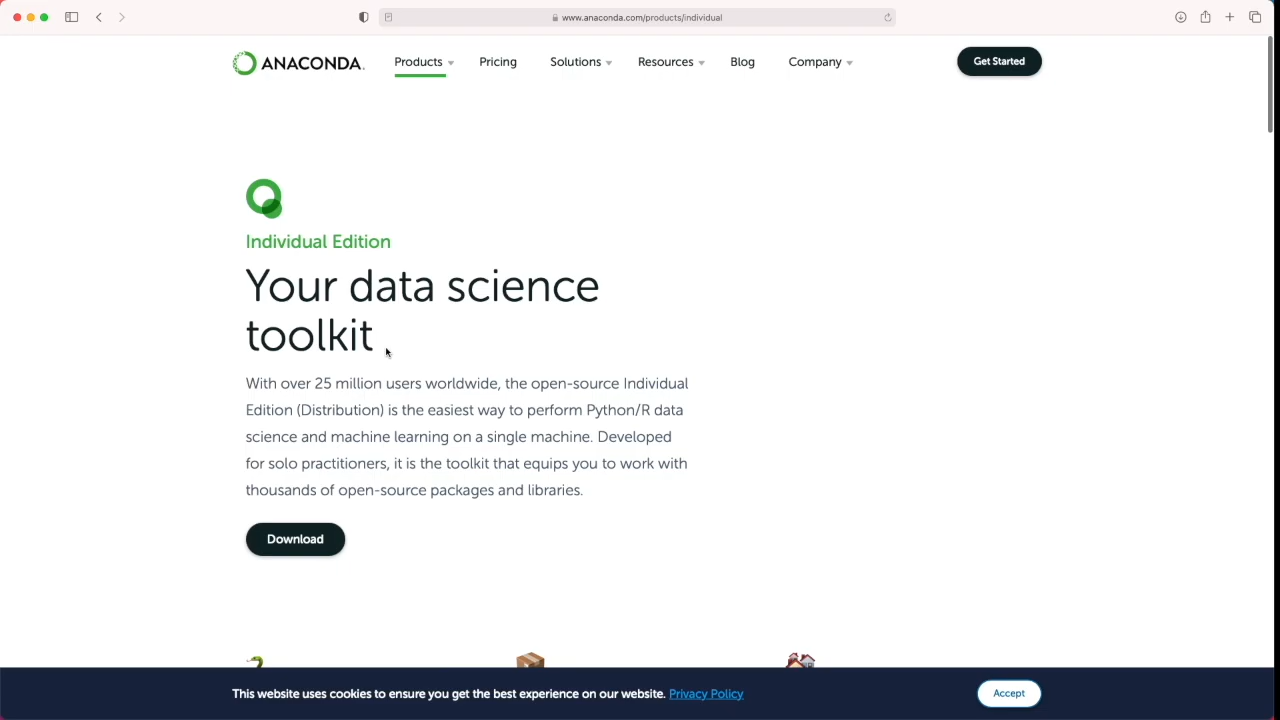 www.anaconda.com/products/individual
ANACONDA.
Products
Pricing
Solutions
Resources
Blog
Company
Get Started
Individual Edition
Your data science
toolkit
With over 25 million users worldwide, the open-source Individual
Edition (Distribution) is the easiest way to perform Python/R data
science and machine learning on a single machine. Developed
for solo practitioners, it is the toolkit that equips you to work with
thousands of open-source packages and libraries.
Download
This website uses cookies to ensure you get the best experience on our website. Privacy Policy
Accept